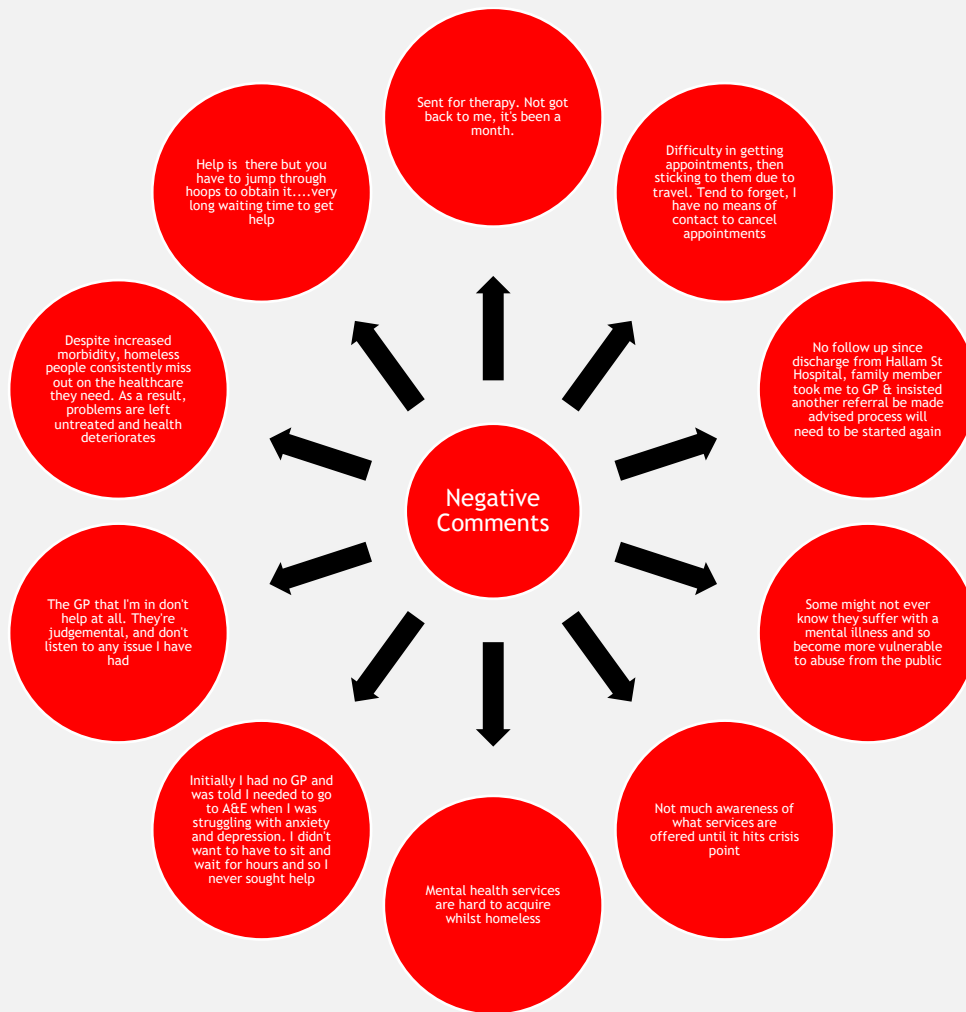 Negative
Comments
Sent for therapy. Not got
back to me, it's been a
month.
Difficulty in getting
appointments, then
sticking to them due to
travel. Tend to forget, I
have no means of
contact to cancel
appointments
No follow up since
discharge from Hallam St
Hospital, family member
took me to GP & insisted
another referral be made
advised process will
need to be started again
Some might not ever
know they suffer with a
mental illness and so
become more vulnerable
to abuse from the public
Not much awareness of
what services are
offered until it hits crisis
point
Mental health services
are hard to acquire
whilst homeless
Initially I had no GP and
was told I needed to go
to A&E when I was
struggling with anxiety
and depression. I didn't
want to have to sit and
wait for hours and so I
never sought help
The GP that I'm in don't
help at all. They're
judgemental, and don't
listen to any issue I have
had
Despite increased
morbidity, homeless
people consistently miss
out on the healthcare
they need. As a result,
problems are left
untreated and health
deteriorates
Help is  there but you
have to jump through
hoops to obtain it....very
long waiting time to get
help